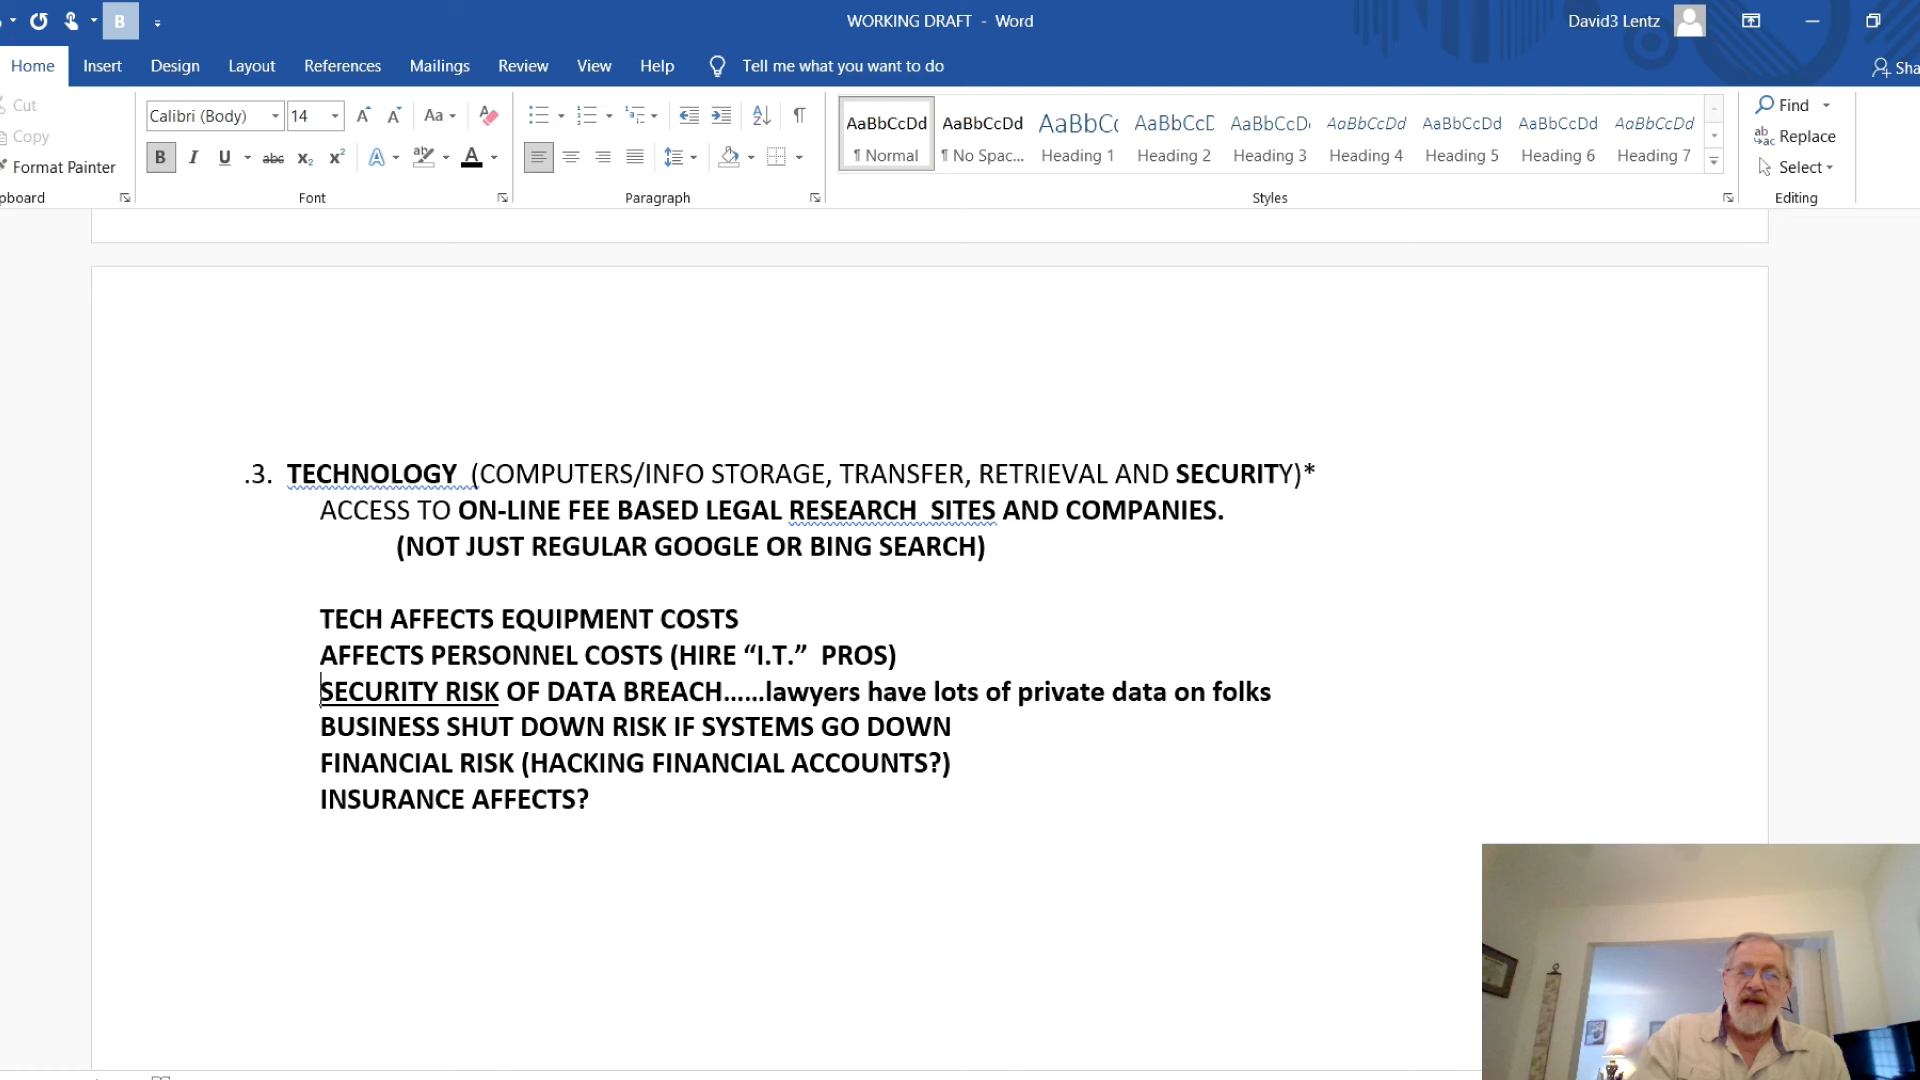 B
WORKING DRAFT - Word
David3 Lentz
Home Insert Design Layout References Mailings Review View Help Tell me what you want to do
Cut
Copy
Format Painter
Calibri (Body) 14 Aa
B I U abc x₂ x² A A
AaBbCcDd AaBbCcDd AaBbCc AaBbCcD AaBbCcDd AaBbCcDd AaBbCcDd AaBbCcDd AaBbCcDd
¶ Normal ¶ No Spac... Heading 1 Heading 2 Heading 3 Heading 4 Heading 5 Heading 6 Heading 7
Find
Replace
Select
Font Paragraph Styles Editing
.3. TECHNOLOGY (COMPUTERS/INFO STORAGE, TRANSFER, RETRIEVAL AND SECURITY)*
ACCESS TO ON-LINE FEE BASED LEGAL RESEARCH SITES AND COMPANIES.
(NOT JUST REGULAR GOOGLE OR BING SEARCH)
TECH AFFECTS EQUIPMENT COSTS
AFFECTS PERSONNEL COSTS (HIRE “I.T.” PROS)
SECURITY RISK OF DATA BREACH……lawyers have lots of private data on folks
BUSINESS SHUT DOWN RISK IF SYSTEMS GO DOWN
FINANCIAL RISK (HACKING FINANCIAL ACCOUNTS?)
INSURANCE AFFECTS?